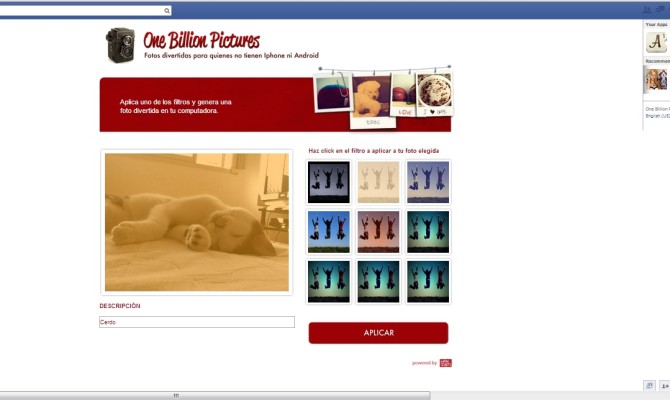 Your Apps
One Billion Pictures
Fotos divertidas para quienes no tienen Iphone ni Android
Aplica uno de los filtros y genera una
foto divertida en tu computadora.
Haz click en el filtro a aplicar a tu foto elegida
DESCRIPCIÓN
Cerdo
APLICAR
powered by
One Billion
English (US)